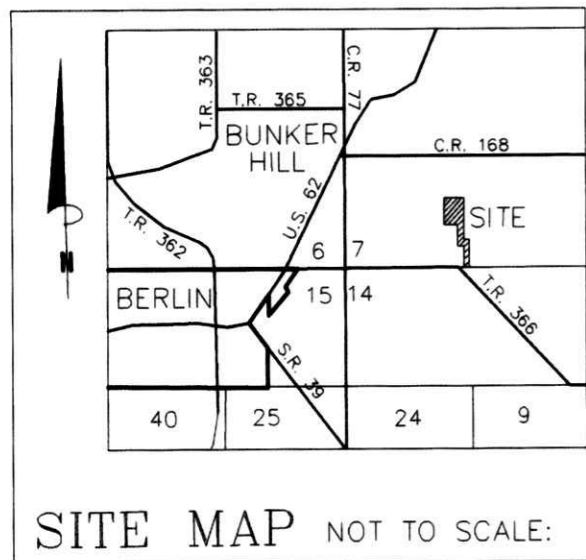 T.R. 363
C.R. 77
T.R. 365
BUNKER
HILL
C.R. 168
U.S. 62
T.R. 362
SITE
N
6 7
BERLIN
15 14
T.R. 366
S.R. 39
40 25 24 9
SITE MAP NOT TO SCALE: